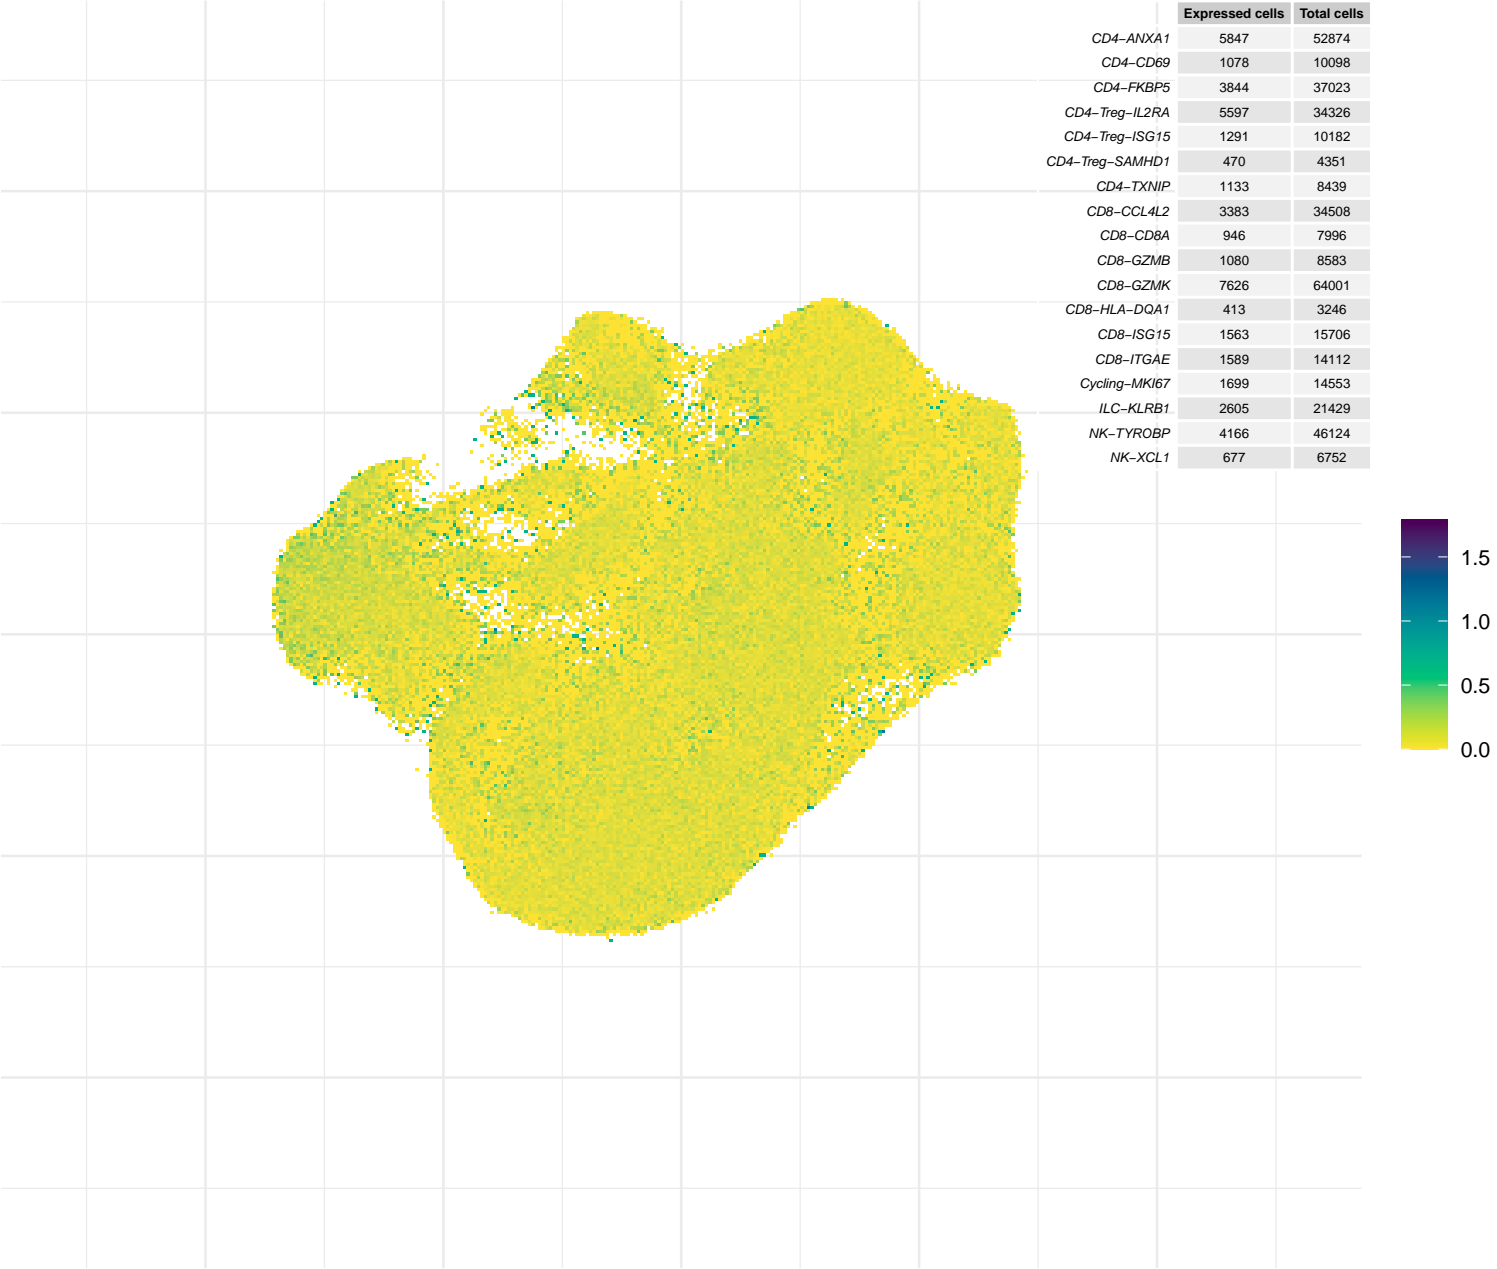 Expressed cells Total cells
CD4−ANXA1 5847 52874
CD4−CD69 1078 10098
CD4−FKBP5 3844 37023
CD4−Treg−IL2RA 5597 34326
CD4−Treg−ISG15 1291 10182
CD4−Treg−SAMHD1 470 4351
CD4−TXNIP 1133 8439
CD8−CCL4L2 3383 34508
CD8−CD8A 946 7996
CD8−GZMB 1080 8583
CD8−GZMK 7626 64001
CD8−HLA−DQA1 413 3246
CD8−ISG15 1563 15706
CD8−ITGAE 1589 14112
Cycling−MKI67 1699 14553
ILC−KLRB1 2605 21429
NK−TYROBP 4166 46124
NK−XCL1 677 6752
1.5
1.0
0.5
0.0